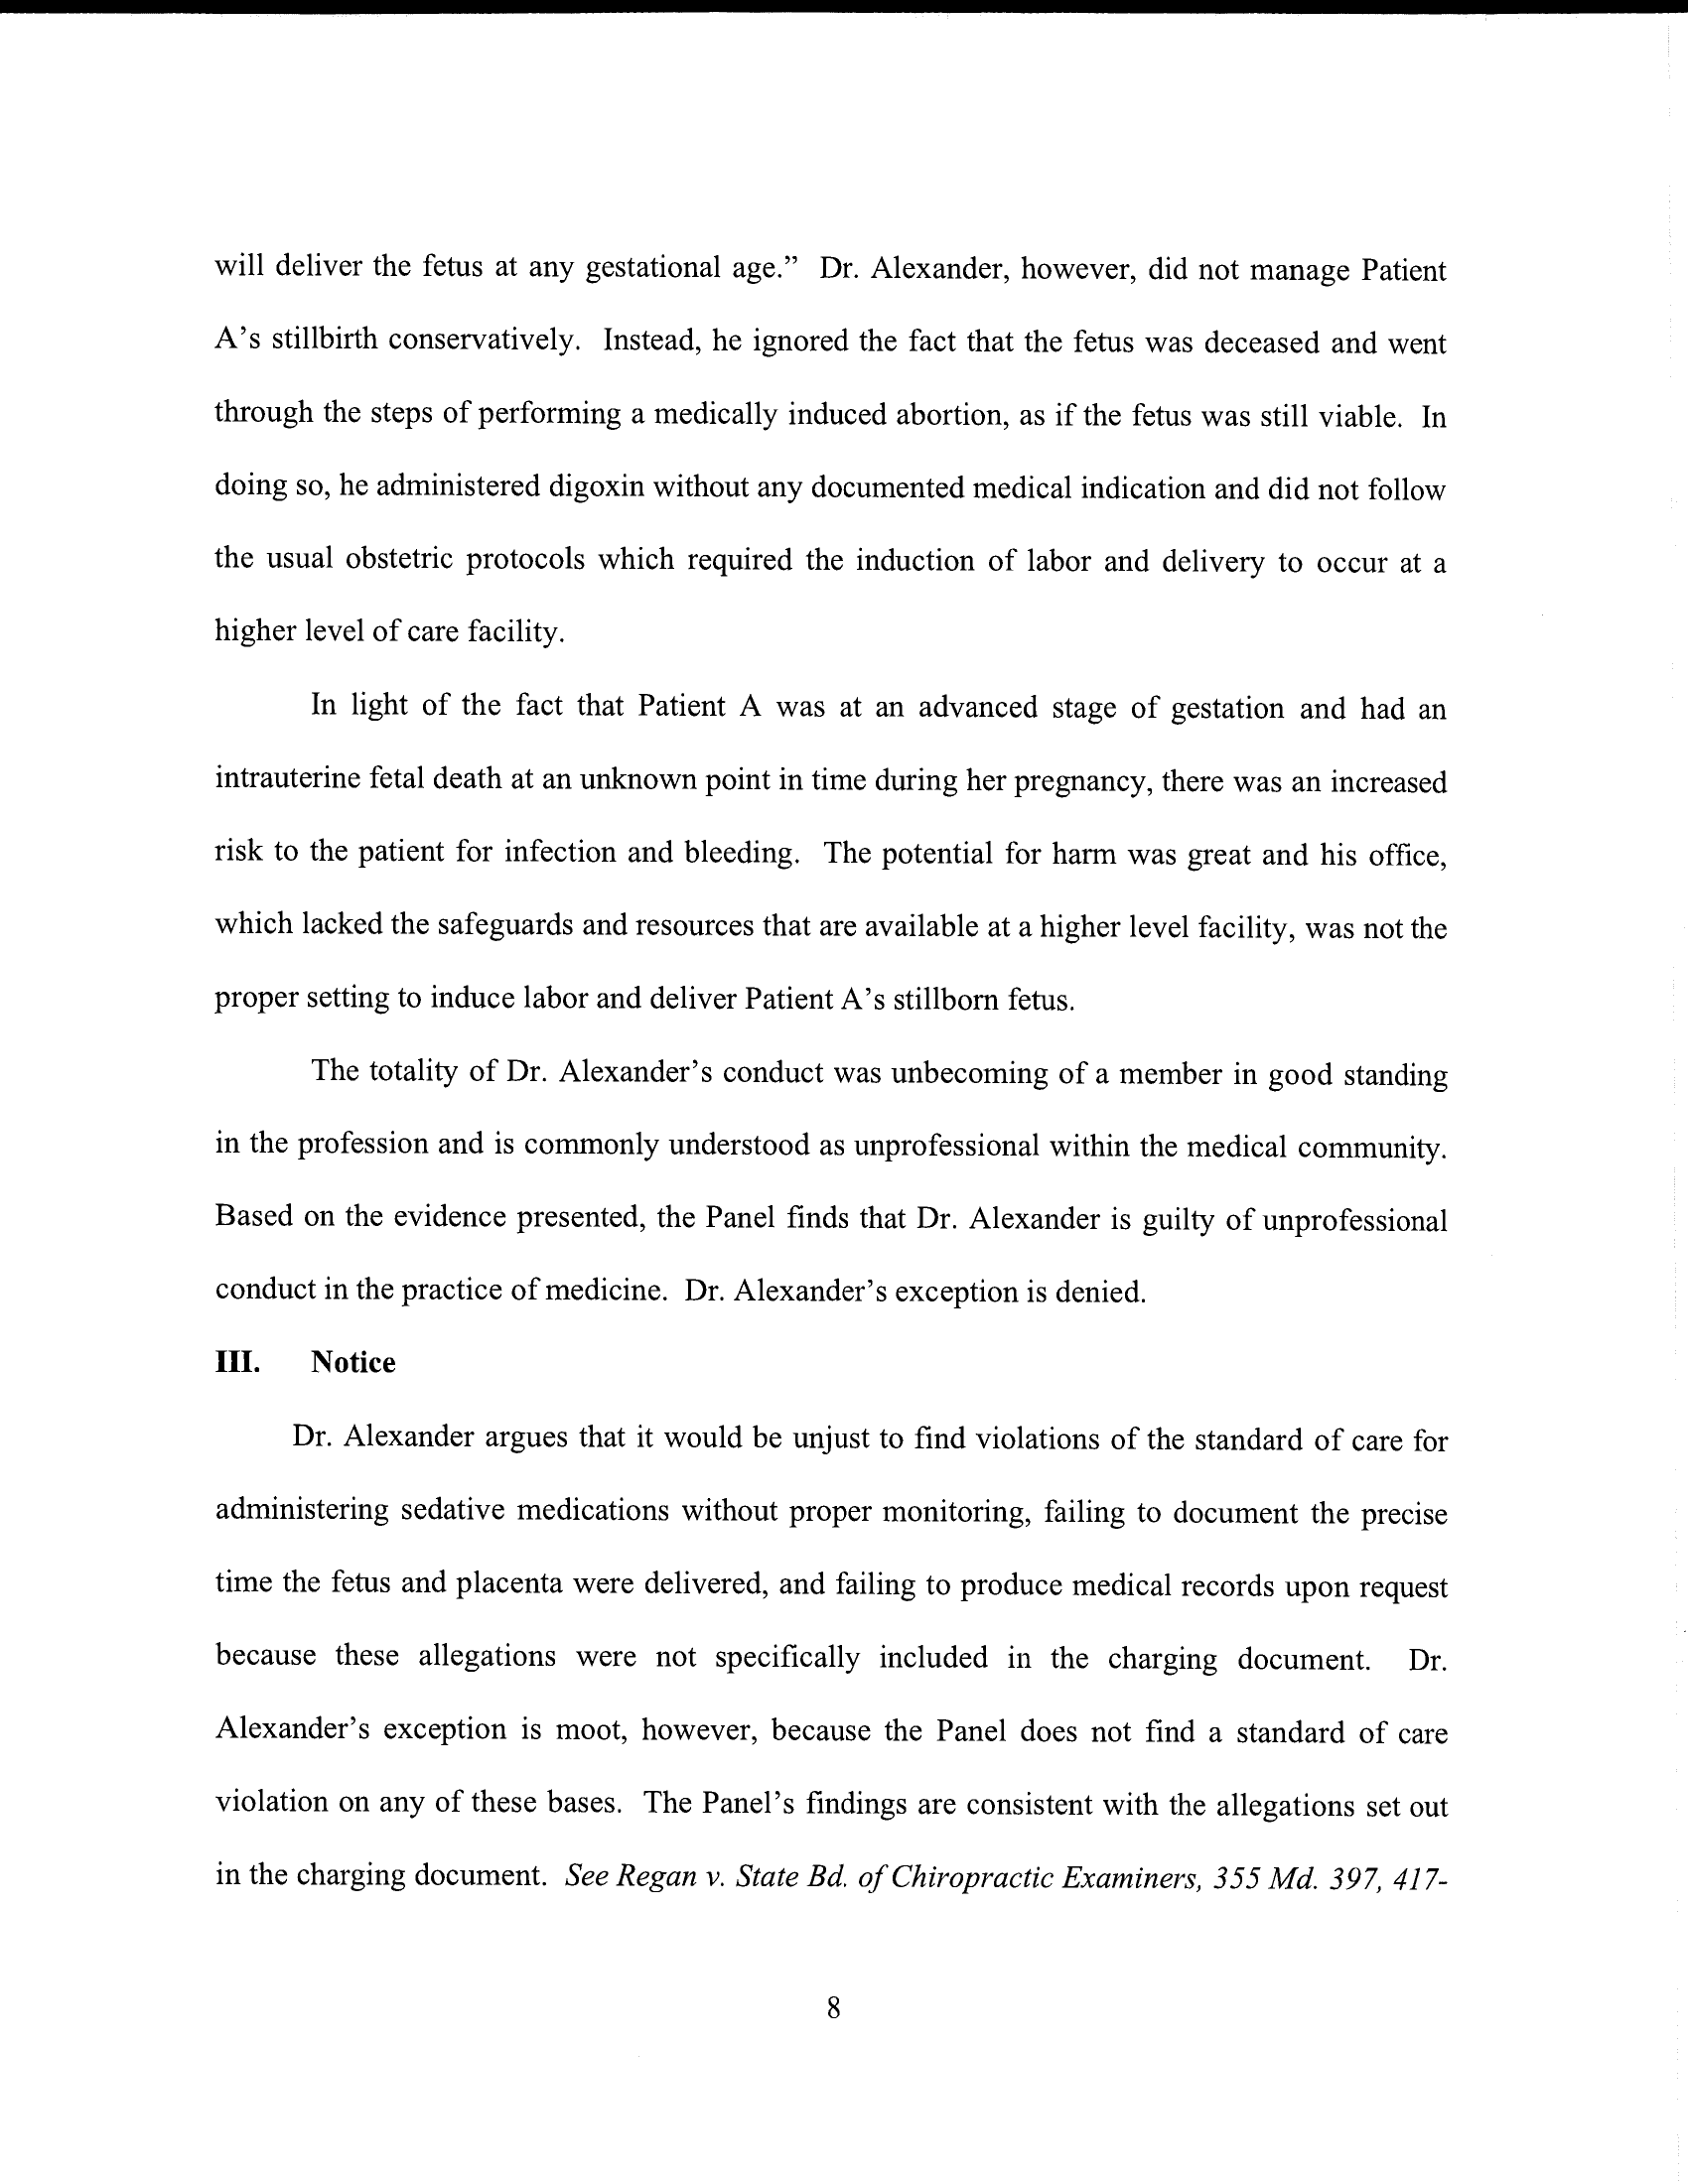 will deliver the fetus at any gestational age.” Dr. Alexander, however, did not manage Patient
A’s stillbirth conservatively. Instead, he ignored the fact that the fetus was deceased and went
through the steps of performing a medically induced abortion, as if the fetus was still viable. In
doing so, he administered digoxin without any documented medical indication and did not follow
the usual obstetric protocols which required the induction of labor and delivery to occur at a
higher level of care facility.
In light of the fact that Patient A was at an advanced stage of gestation and had an
intrauterine fetal death at an unknown point in time during her pregnancy, there was an increased
risk to the patient for infection and bleeding. The potential for harm was great and his office,
which lacked the safeguards and resources that are available at a higher level facility, was not the
proper setting to induce labor and deliver Patient A’s stillborn fetus.
The totality of Dr. Alexander’s conduct was unbecoming of a member in good standing
in the profession and is commonly understood as unprofessional within the medical community.
Based on the evidence presented, the Panel finds that Dr. Alexander is guilty of unprofessional
conduct in the practice of medicine. Dr. Alexander’s exception is denied.
III. Notice
Dr. Alexander argues that it would be unjust to find violations of the standard of care for
administering sedative medications without proper monitoring, failing to document the precise
time the fetus and placenta were delivered, and failing to produce medical records upon request
because these allegations were not specifically included in the charging document. Dr.
Alexander’s exception is moot, however, because the Panel does not find a standard of care
violation on any of these bases. The Panel’s findings are consistent with the allegations set out
in the charging document. See Regan v. State Bd. of Chiropractic Examiners, 355 Md. 397, 417-
8